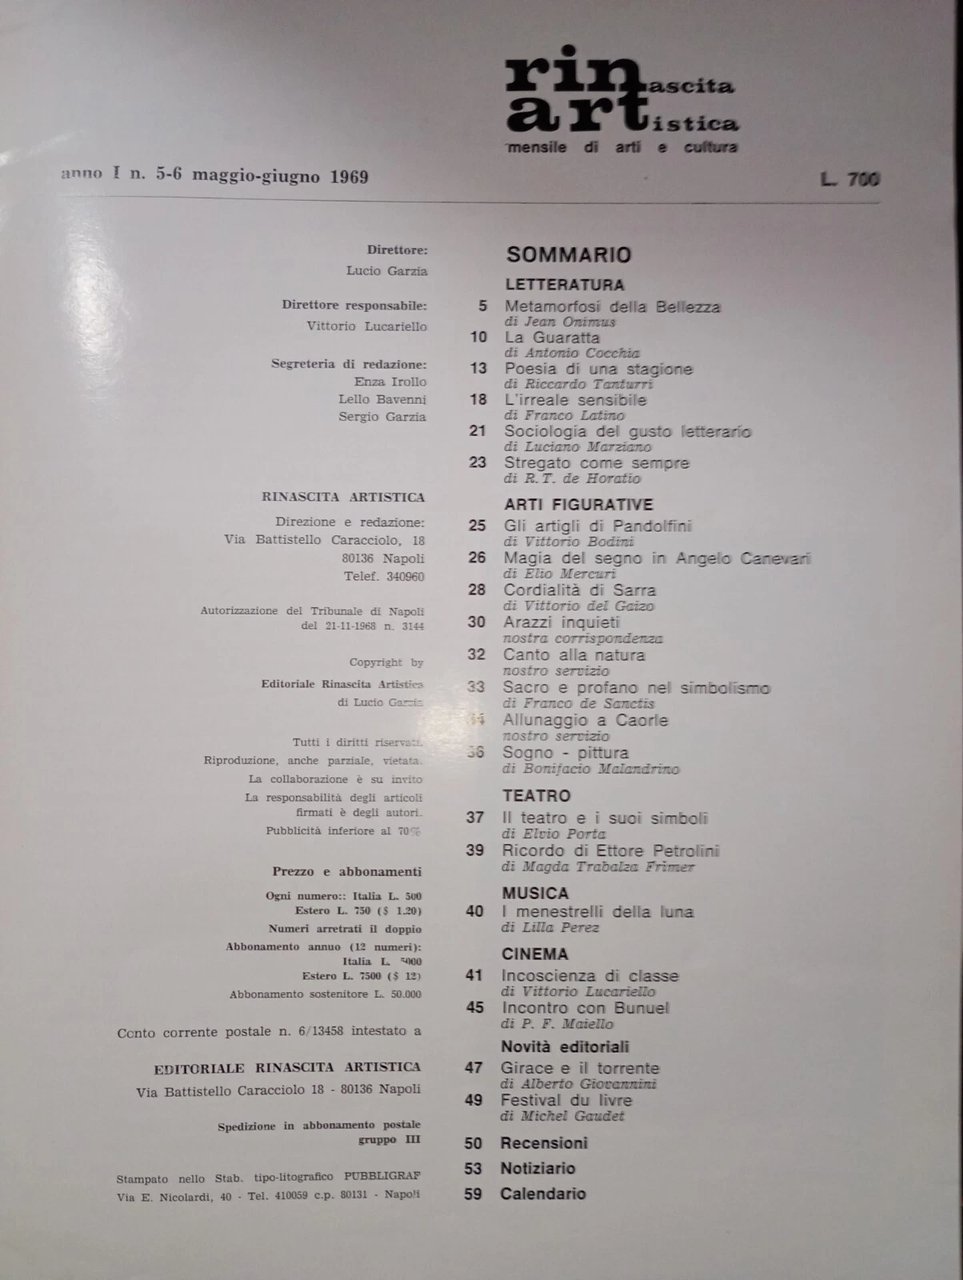 rinascita
artistica
mensile di arti e cultura
anno I n. 5-6 maggio-giugno 1969
L. 700
Direttore:
Lucio Garzia
Direttore responsabile:
Vittorio Lucariello
Segreteria di redazione:
Enza Irollo
Lello Bavenni
Sergio Garzia
RINASCITA ARTISTICA
Direzione e redazione:
Via Battistello Caracciolo, 18
80136 Napoli
Telef. 340960
Autorizzazione del Tribunale di Napoli
del 21-11-1968 n. 3144
Copyright by
Editoriale Rinascita Artistica
di Lucio Garzia
Tutti i diritti riservati.
Riproduzione, anche parziale, vietata.
La collaborazione è su invito
La responsabilità degli articoli
firmati è degli autori.
Pubblicità inferiore al 70%
Prezzo e abbonamenti
Ogni numero:: Italia L. 500
Estero L. 750 ($ 1.20)
Numeri arretrati il doppio
Abbonamento annuo (12 numeri):
Italia L.
Estero L. 7500 ($ 12)
Abbonamento sostenitore L. 50.000
Conto corrente postale n. 6/13458 intestato a
EDITORIALE RINASCITA ARTISTICA
Via Battistello Caracciolo 18 - 80136 Napoli
Spedizione in abbonamento postale
gruppo III
Stampato nello Stab. tipo-litografico PUBBLIGRAF
Via E. Nicolardi, 40 - Tel. 410059 c.p. 80131 - Napoli
SOMMARIO
LETTERATURA
5 Metamorfosi della Bellezza
di Jean Onimus
10 La Guaratta
di Antonio Cocchia
13 Poesia di una stagione
di Riccardo Tanturri
18 L'irreale sensibile
di Franco Latino
21 Sociologia del gusto letterario
di Luciano Marziano
23 Stregato come sempre
di R. T. de Horatio
ARTI FIGURATIVE
25 Gli artigli di Pandolfini
di Vittorio Bodini
26 Magia del segno in Angelo Canevari
di Elio Mercuri
28 Cordialità di Sarra
di Vittorio del Gaizo
30 Arazzi inquieti
nostra corrispondenza
32 Canto alla natura
nostro servizio
33 Sacro e profano nel simbolismo
di Franco de Sanctis
34 Allunaggio a Caorle
nostro servizio
36 Sogno - pittura
di Bonifacio Malandrino
TEATRO
37 Il teatro e i suoi simboli
di Elvio Porta
39 Ricordo di Ettore Petrolini
di Magda Trabalza Frimer
MUSICA
40 I menestrelli della luna
di Lilla Perez
CINEMA
41 Incoscienza di classe
di Vittorio Lucariello
45 Incontro con Bunuel
di P. F. Maiello
Novità editoriali
47 Girace e il torrente
di Alberto Giovannini
49 Festival du livre
di Michel Gaudet
50 Recensioni
53 Notiziario
59 Calendario